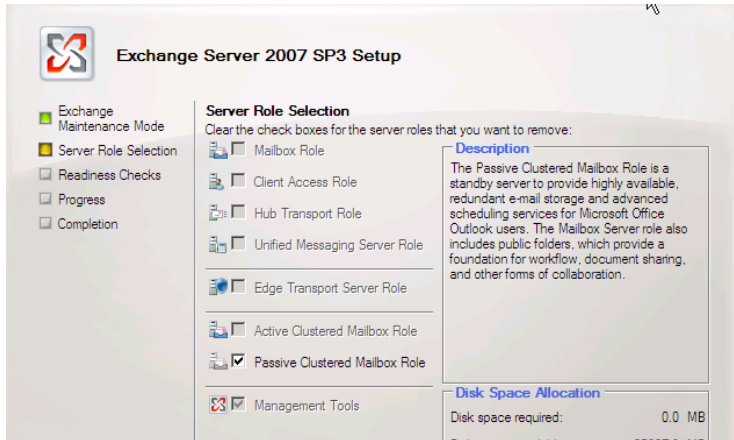 Exchange Server 2007 SP3 Setup
Exchange
Maintenance Mode
Server Role Selection
Readiness Checks
Progress
Completion
Server Role Selection
Clear the check boxes for the server roles that you want to remove:
Mailbox Role
Client Access Role
Hub Transport Role
Unified Messaging Server Role
Edge Transport Server Role
Active Clustered Mailbox Role
Passive Clustered Mailbox Role
Management Tools
Description
The Passive Clustered Mailbox Role is a
standby server to provide highly available,
redundant e-mail storage and advanced
scheduling services for Microsoft Office
Outlook users. The Mailbox Server role also
includes public folders, which provide a
foundation for workflow, document sharing,
and other forms of collaboration.
Disk Space Allocation
Disk space required: 0.0 MB